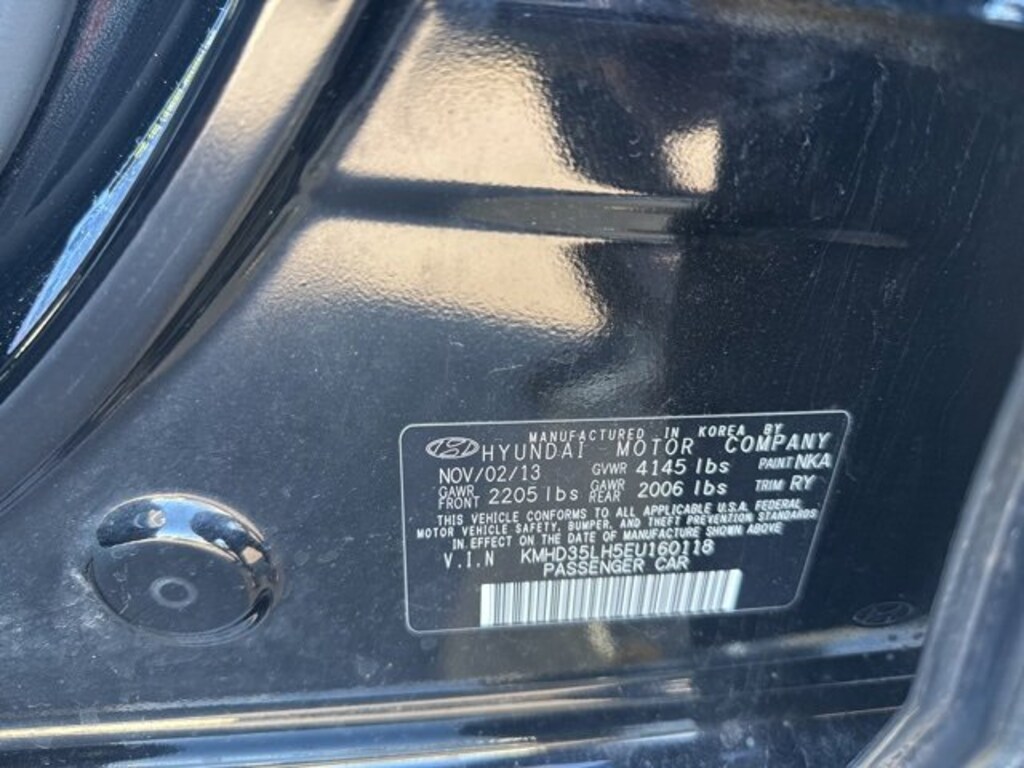 MANUFACTURED IN KOREA BY
HYUNDAI MOTOR COMPANY
NOV/02/13 GVWR 4145 lbs PAINT NKA
GAWR FRONT 2205 lbs GAWR REAR 2006 lbs TRIM RY
THIS VEHICLE CONFORMS TO ALL APPLICABLE U.S.A. FEDERAL
MOTOR VEHICLE SAFETY, BUMPER, AND THEFT PREVENTION STANDARDS
IN EFFECT ON THE DATE OF MANUFACTURE SHOWN ABOVE
V.I.N KMHD35LH5EU160118
PASSENGER CAR